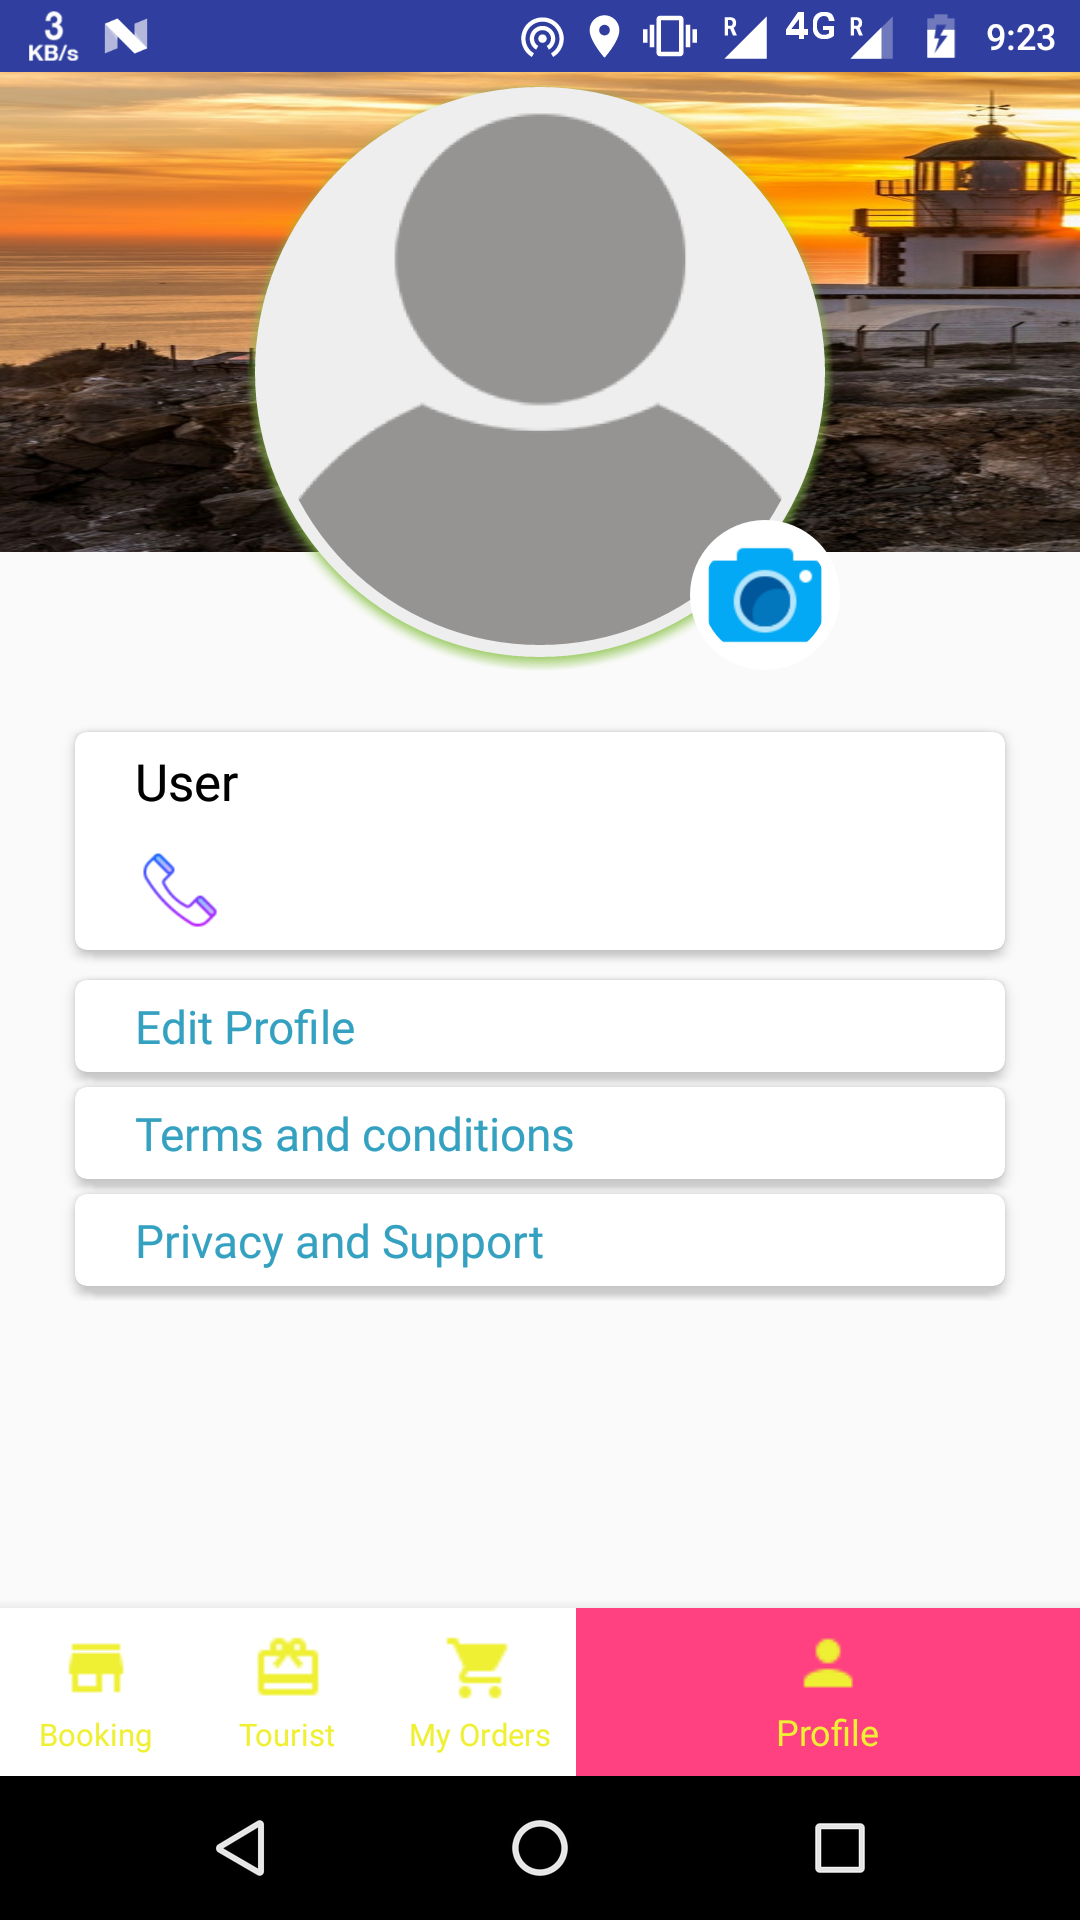 3
KB/s
R
4G
R
9:23
User
Edit Profile
Terms and conditions
Privacy and Support
Booking
Tourist
My Orders
Profile